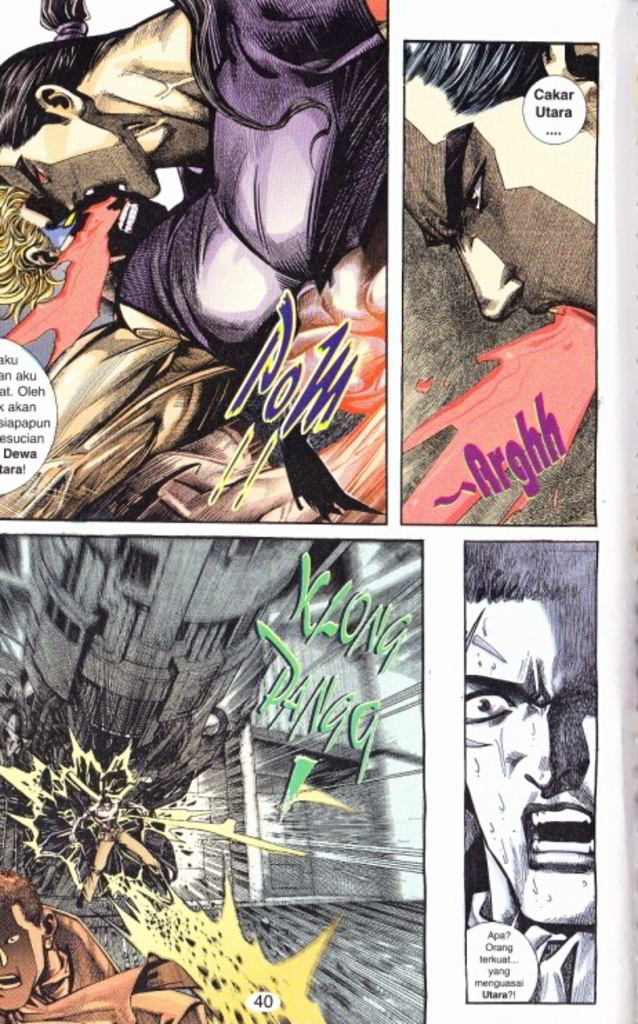 aku
an aku
at. Oleh
k akan
siapapun
esucian
Dewa
tara!
POW
!!
Cakar
Utara
....
Arghh
KLONG
DANGG
!
Apa?
Orang
terkuat...
yang
menguasai
Utara?!
40